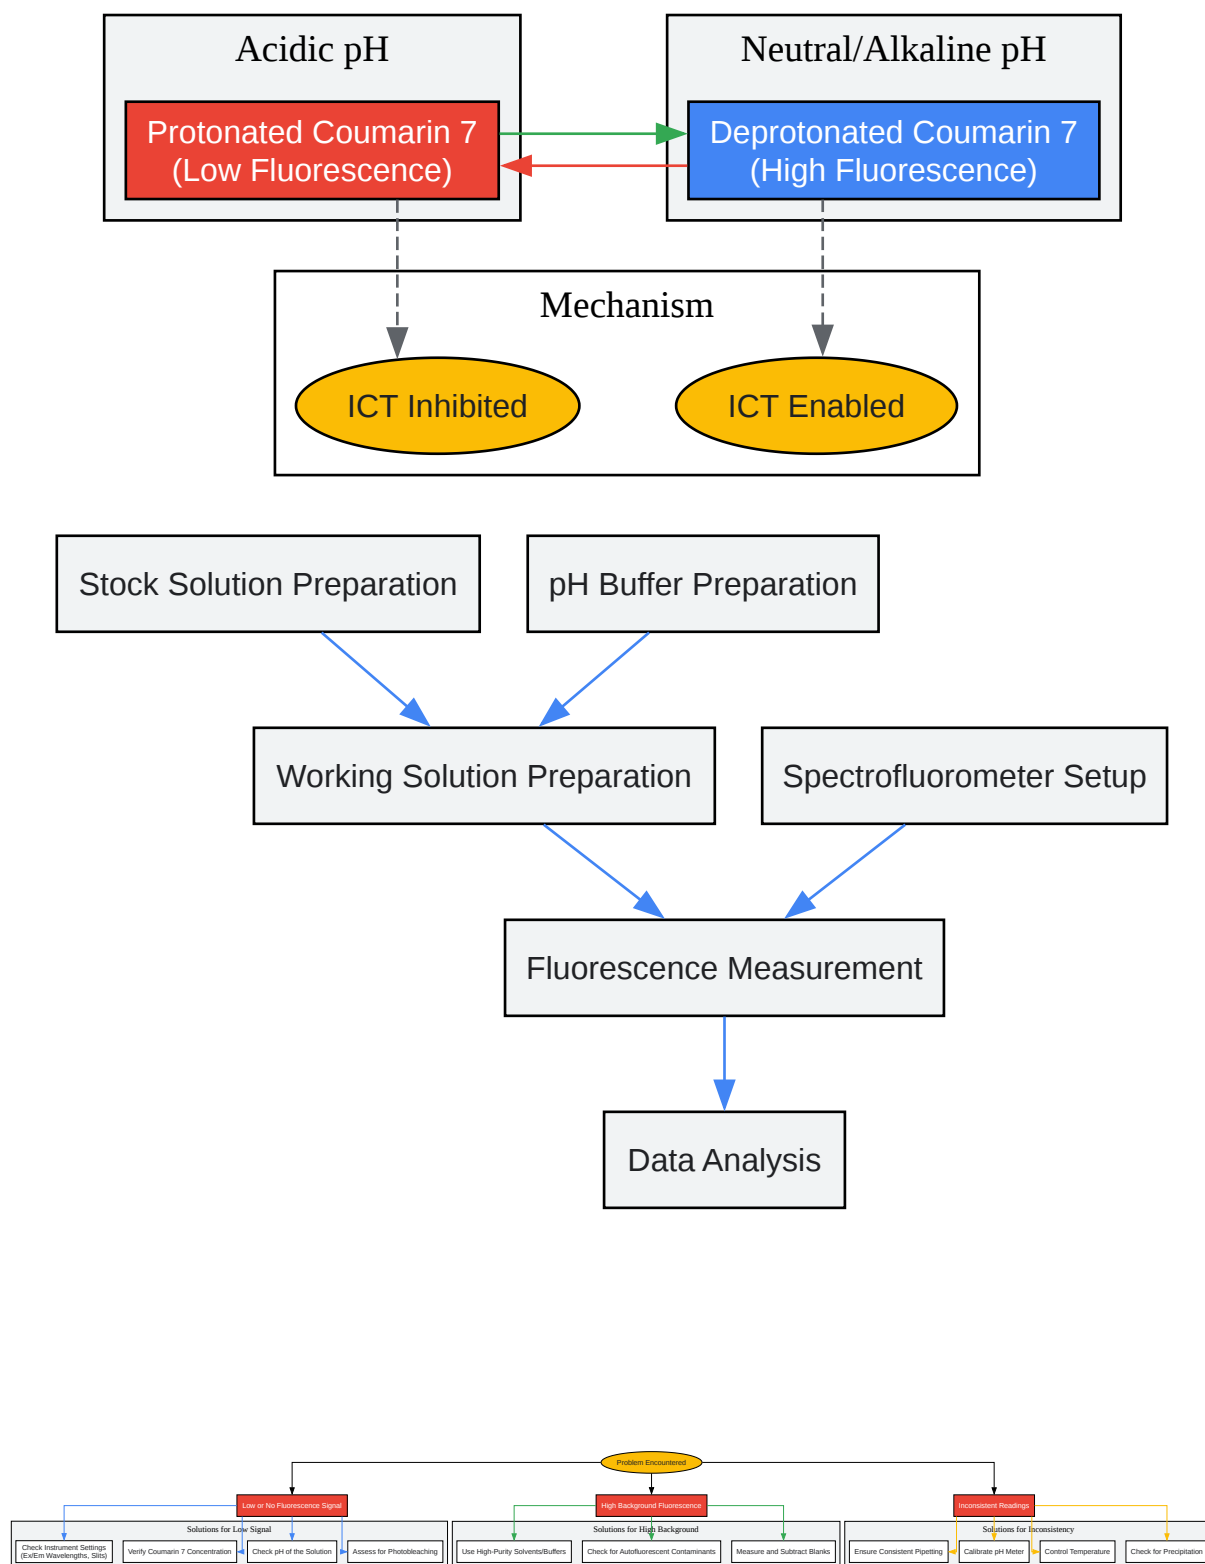 Acidic pH
Neutral/Alkaline pH
Protonated Coumarin 7
(Low Fluorescence)
Deprotonated Coumarin 7
(High Fluorescence)
Mechanism
ICT Inhibited
ICT Enabled
Stock Solution Preparation
pH Buffer Preparation
Working Solution Preparation
Spectrofluorometer Setup
Fluorescence Measurement
Data Analysis
Problem Encountered
Low or No Fluorescence Signal
High Background Fluorescence
Inconsistent Readings
Solutions for Low Signal
Solutions for High Background
Solutions for Inconsistency
Check Instrument Settings
(Ex/Em Wavelengths, Slits)
Verify Coumarin 7 Concentration
Check pH of the Solution
Assess for Photobleaching
Use High-Purity Solvents/Buffers
Check for Autofluorescent Contaminants
Measure and Subtract Blanks
Ensure Consistent Pipetting
Calibrate pH Meter
Control Temperature
Check for Precipitation